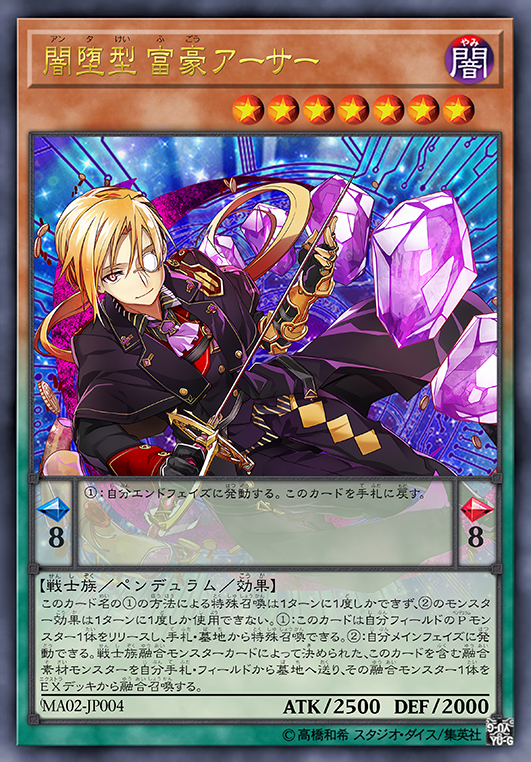 闇堕型 富豪アーサー
闇
①:自分エンドフェイズに発動する。このカードを手札に戻す。
8
8
【戦士族/ペンデュラム/効果】
このカード名の①の方法による特殊召喚は1ターンに1度しかできず、②のモンスター効果は1ターンに1度しか使用できない。①:このカードは自分フィールドのPモン
スター1体をリリースし、手札・墓地から特殊召喚できる。②:自分メインフェイズに発
動できる。戦士族融合モンスターカードによって決められた、このカードを含む融合
素材モンスターを自分手札・フィールドから墓地へ送り、その融合モンスター1体を
EXデッキから融合召喚する。
MA02-JP004
ATK/2500 DEF/2000
©高橋和希 スタジオ・ダイス/集英社